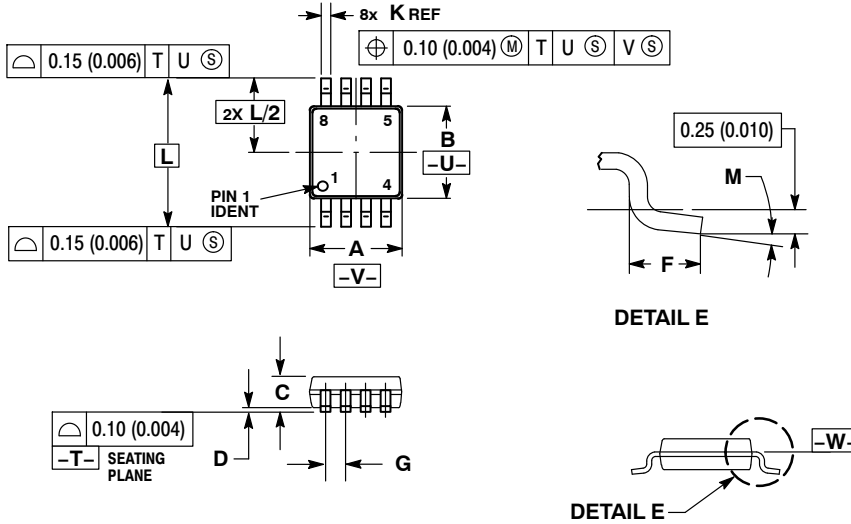 8x K REF
⌖ 0.10 (0.004) Ⓜ T U Ⓢ V Ⓢ
⌓ 0.15 (0.006) T U Ⓢ
2X L/2
8 5
B
–U–
L
PIN 1
IDENT
1
4
⌓ 0.15 (0.006) T U Ⓢ
A
–V–
0.25 (0.010)
M
F
DETAIL E
C
⌓ 0.10 (0.004)
–T– SEATING
PLANE
D
G
–W–
DETAIL E